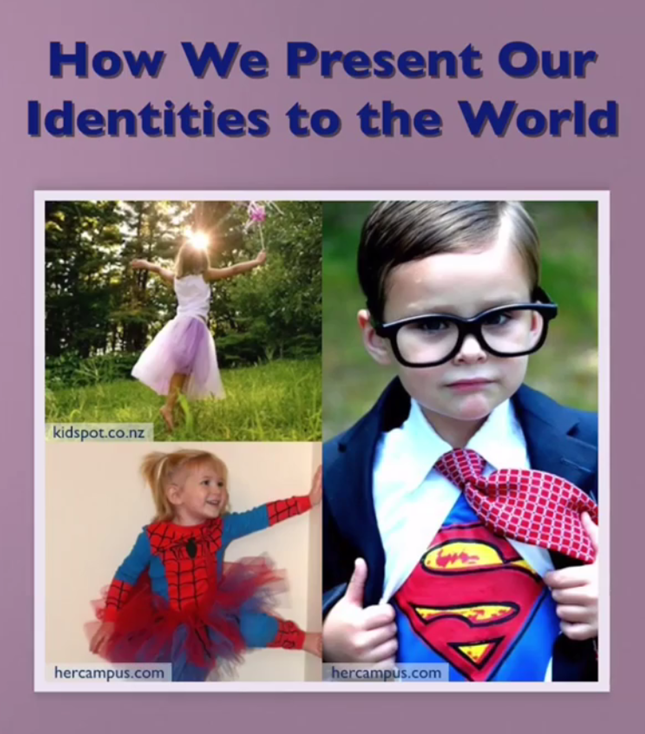 How We Present Our
Identities to the World
kidspot.co.nz
hercampus.com
hercampus.com